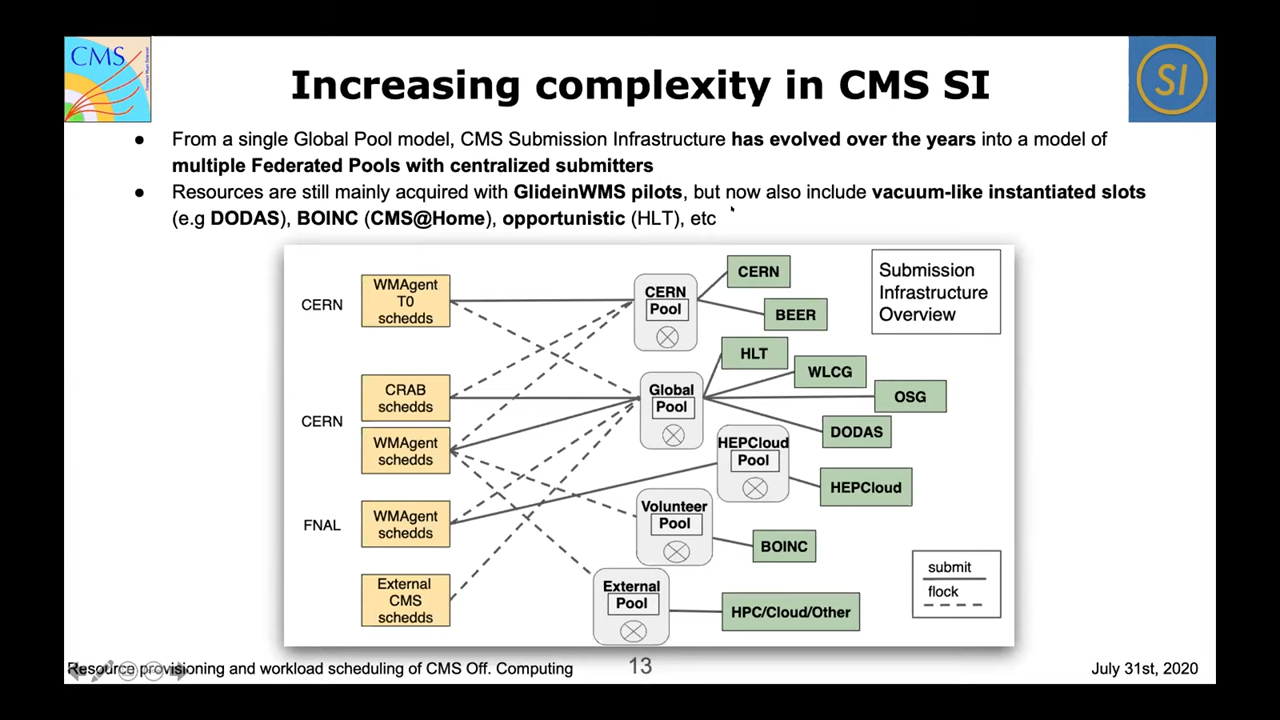 CMS
SI
Increasing complexity in CMS SI
● From a single Global Pool model, CMS Submission Infrastructure has evolved over the years into a model of
multiple Federated Pools with centralized submitters
● Resources are still mainly acquired with GlideinWMS pilots, but now also include vacuum-like instantiated slots
(e.g DODAS), BOINC (CMS@Home), opportunistic (HLT), etc
Submission
Infrastructure
Overview
CERN
WMAgent
T0
schedds
CERN
Pool
CERN
BEER
CERN
CRAB
schedds
WMAgent
schedds
Global
Pool
HLT
WLCG
OSG
DODAS
HEPCloud
Pool
HEPCloud
FNAL
WMAgent
schedds
Volunteer
Pool
BOINC
External
CMS
schedds
External
Pool
HPC/Cloud/Other
submit
flock
Resource provisioning and workload scheduling of CMS Off. Computing
13
July 31st, 2020